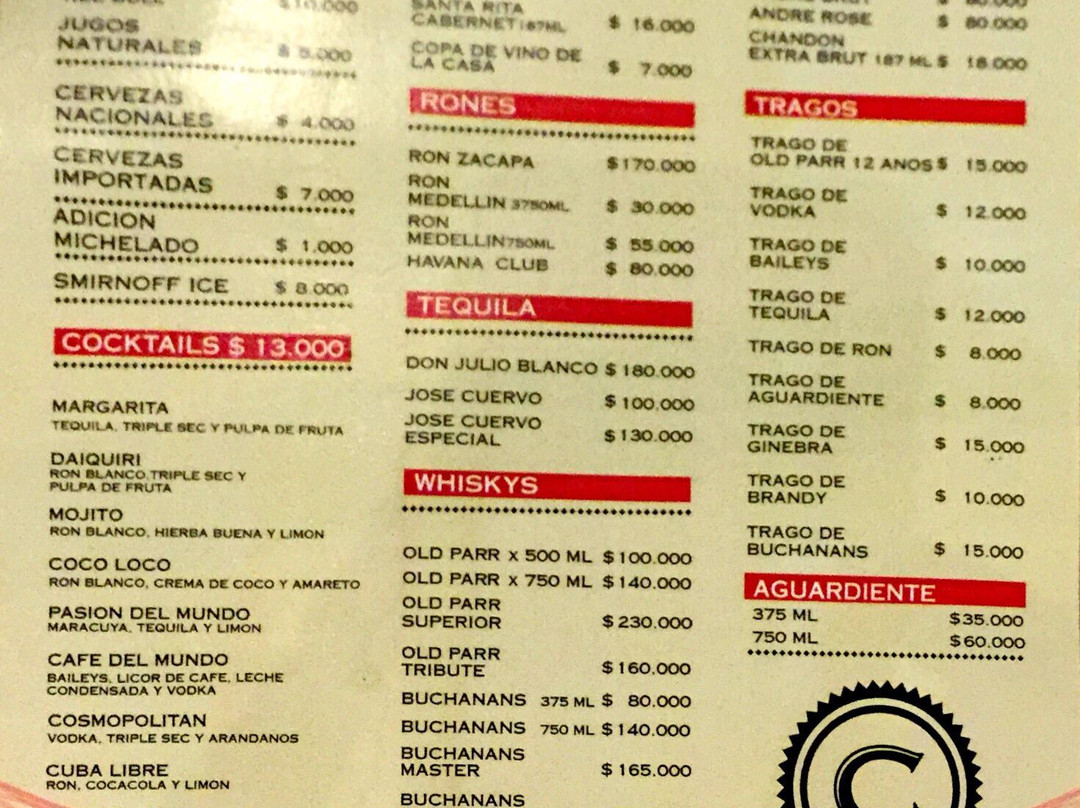 $10.000
JUGOS
NATURALES $ 5.000
CERVEZAS
NACIONALES $ 4.000
CERVEZAS
IMPORTADAS $ 7.000
ADICION
MICHELADO $ 1.000
SMIRNOFF ICE $ 8.000
COCKTAILS $ 13.000
MARGARITA
TEQUILA, TRIPLE SEC Y PULPA DE FRUTA
DAIQUIRI
RON BLANCO,TRIPLE SEC Y
PULPA DE FRUTA
MOJITO
RON BLANCO, HIERBA BUENA Y LIMON
COCO LOCO
RON BLANCO, CREMA DE COCO Y AMARETO
PASION DEL MUNDO
MARACUYA, TEQUILA Y LIMON
CAFE DEL MUNDO
BAILEYS, LICOR DE CAFE, LECHE
CONDENSADA Y VODKA
COSMOPOLITAN
VODKA, TRIPLE SEC Y ARANDANOS
CUBA LIBRE
RON, COCACOLA Y LIMON
SANTA RITA
CABERNET 187ML $ 16.000
COPA DE VINO DE
LA CASA $ 7.000
RONES
RON ZACAPA $170.000
RON
MEDELLIN 3750ML $ 30.000
RON
MEDELLIN 750ML $ 55.000
HAVANA CLUB $ 80.000
TEQUILA
DON JULIO BLANCO $ 180.000
JOSE CUERVO $100.000
JOSE CUERVO
ESPECIAL $130.000
WHISKYS
OLD PARR X 500 ML $100.000
OLD PARR X 750 ML $140.000
OLD PARR
SUPERIOR $230.000
OLD PARR
TRIBUTE $160.000
BUCHANANS 375 ML $ 80.000
BUCHANANS 750 ML $140.000
BUCHANANS
MASTER $165.000
BUCHANANS
ANDRE ROSE $ 80.000
CHANDON
EXTRA BRUT 187 ML $ 18.000
TRAGOS
TRAGO DE
OLD PARR 12 ANOS $ 15.000
TRAGO DE
VODKA $ 12.000
TRAGO DE
BAILEYS $ 10.000
TRAGO DE
TEQUILA $ 12.000
TRAGO DE RON $ 8.000
TRAGO DE
AGUARDIENTE $ 8.000
TRAGO DE
GINEBRA $ 15.000
TRAGO DE
BRANDY $ 10.000
TRAGO DE
BUCHANANS $ 15.000
AGUARDIENTE
375 ML $35.000
750 ML $60.000